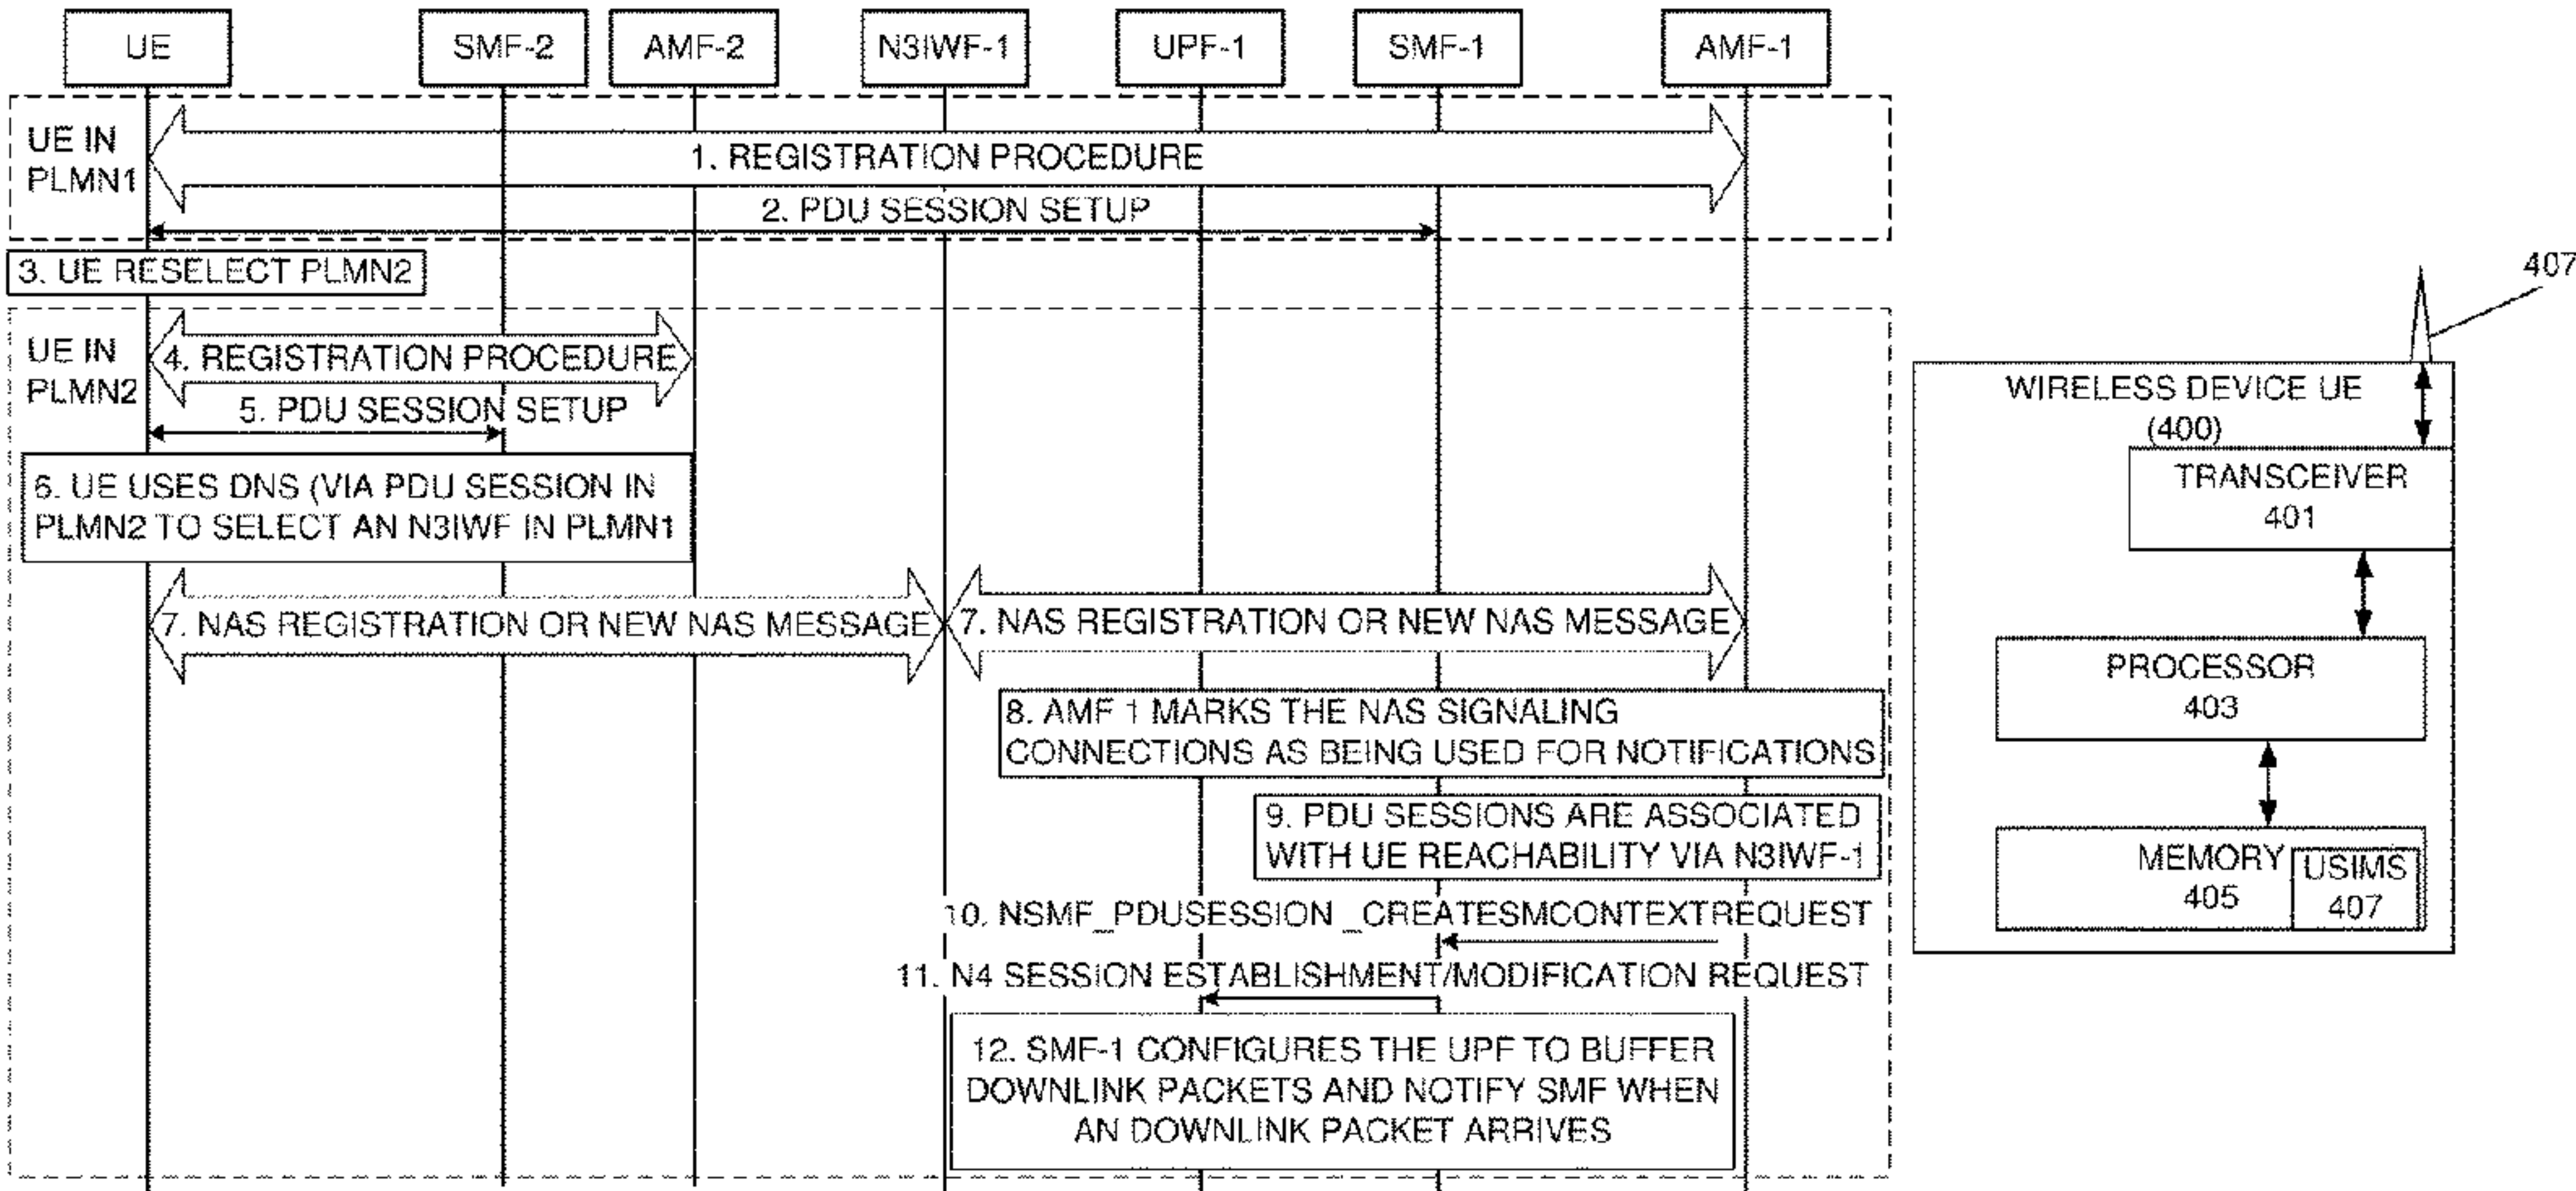 UE
SMF-2
AMF-2
N3IWF-1
UPF-1
SMF-1
AMF-1
UE IN
PLMN1
1. REGISTRATION PROCEDURE
2. PDU SESSION SETUP
3. UE RESELECT PLMN2
UE IN
PLMN2
4. REGISTRATION PROCEDURE
5. PDU SESSION SETUP
6. UE USES DNS (VIA PDU SESSION IN
PLMN2 TO SELECT AN N3IWF IN PLMN1
7. NAS REGISTRATION OR NEW NAS MESSAGE
7. NAS REGISTRATION OR NEW NAS MESSAGE
8. AMF 1 MARKS THE NAS SIGNALING
CONNECTIONS AS BEING USED FOR NOTIFICATIONS
9. PDU SESSIONS ARE ASSOCIATED
WITH UE REACHABILITY VIA N3IWF-1
10. NSMF_PDUSESSION _CREATESMCONTEXTREQUEST
11. N4 SESSION ESTABLISHMENT/MODIFICATION REQUEST
12. SMF-1 CONFIGURES THE UPF TO BUFFER
DOWNLINK PACKETS AND NOTIFY SMF WHEN
AN DOWNLINK PACKET ARRIVES
407
WIRELESS DEVICE UE
(400)
TRANSCEIVER
401
PROCESSOR
403
MEMORY
405
USIMS
407